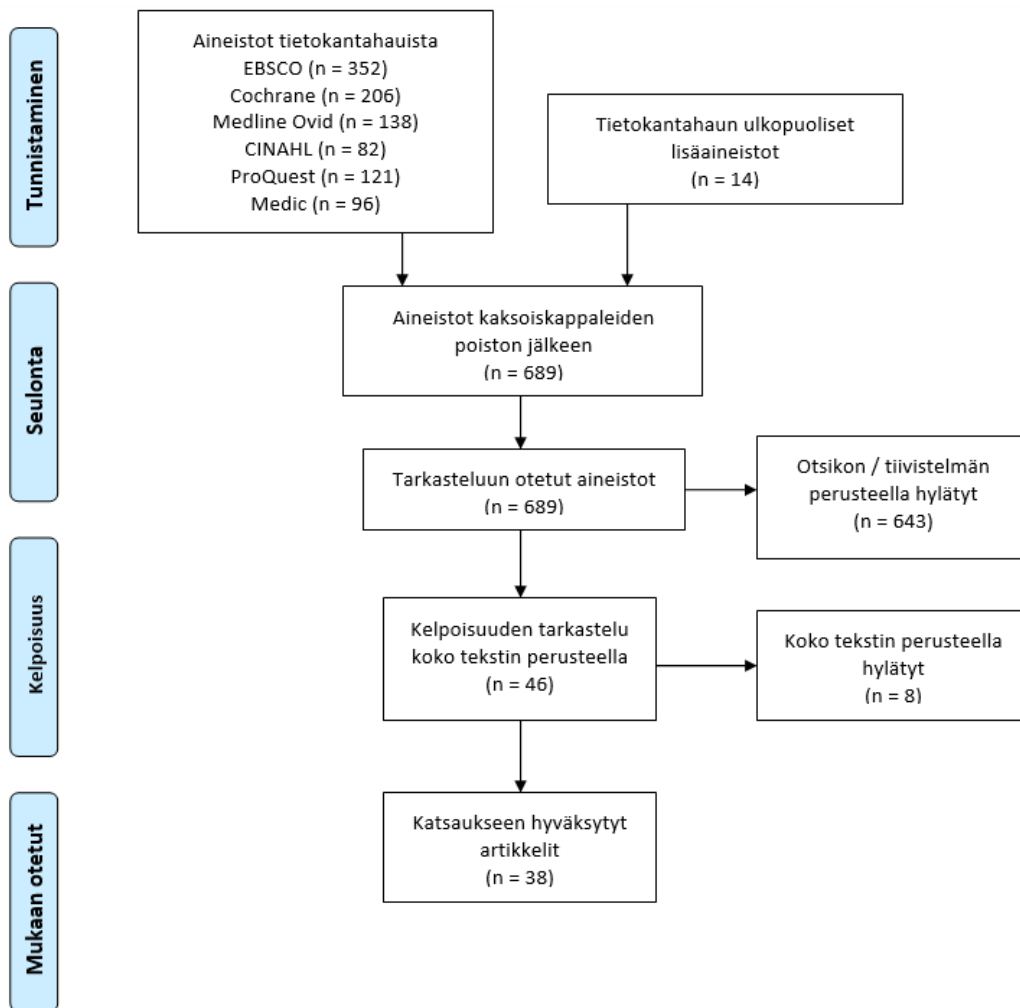 Tunnistaminen
Aineistot tietokantahauista
EBSCO (n = 352)
Cochrane (n = 206)
Medline Ovid (n = 138)
CINAHL (n = 82)
ProQuest (n = 121)
Medic (n = 96)
Tietokantahaun ulkopuoliset
lisäaineistot
(n = 14)
Seulonta
Aineistot kaksoiskappaleiden
poiston jälkeen
(n = 689)
Tarkasteluun otetut aineistot
(n = 689)
Otsikon / tiivistelmän
perusteella hylätyt
(n = 643)
Kelpoisuus
Kelpoisuuden tarkastelu
koko tekstin perusteella
(n = 46)
Koko tekstin perusteella
hylätyt
(n = 8)
Mukaan otetut
Katsaukseen hyväksytyt
artikkelit
(n = 38)